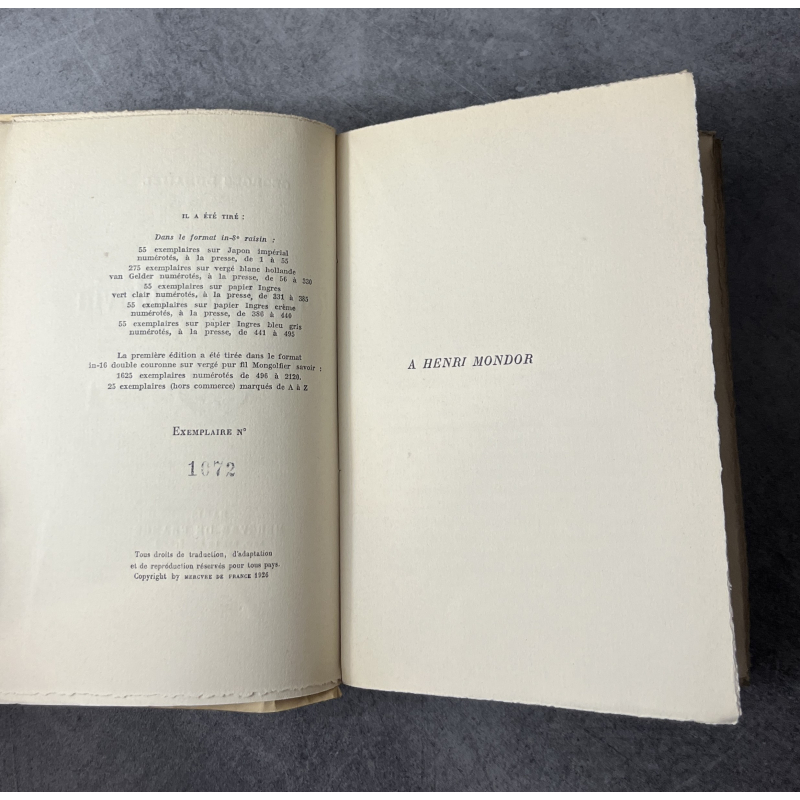 IL A ÉTÉ TIRÉ :
Dans le format in-8° raisin :
55 exemplaires sur Japon impérial
numérotés, à la presse, de 1 à 55
275 exemplaires sur vergé blanc hollande
van Gelder numérotés, à la presse, de 56 à 330
55 exemplaires sur papier Ingres
vert clair numérotés, à la presse, de 331 à 385
55 exemplaires sur papier Ingres crème
numérotés, à la presse, de 386 à 440
55 exemplaires sur papier Ingres bleu gris
numérotés, à la presse, de 441 à 495
La première édition a été tirée dans le format
in-16 double couronne sur vergé pur fil Mongolfier savoir :
1625 exemplaires numérotés de 496 à 2120.
25 exemplaires (hors commerce) marqués de A à Z
EXEMPLAIRE N°
1072
Tous droits de traduction, d'adaptation
et de reproduction réservés pour tous pays.
Copyright by MERCVRE DE FRANCE 1926
A HENRI MONDOR